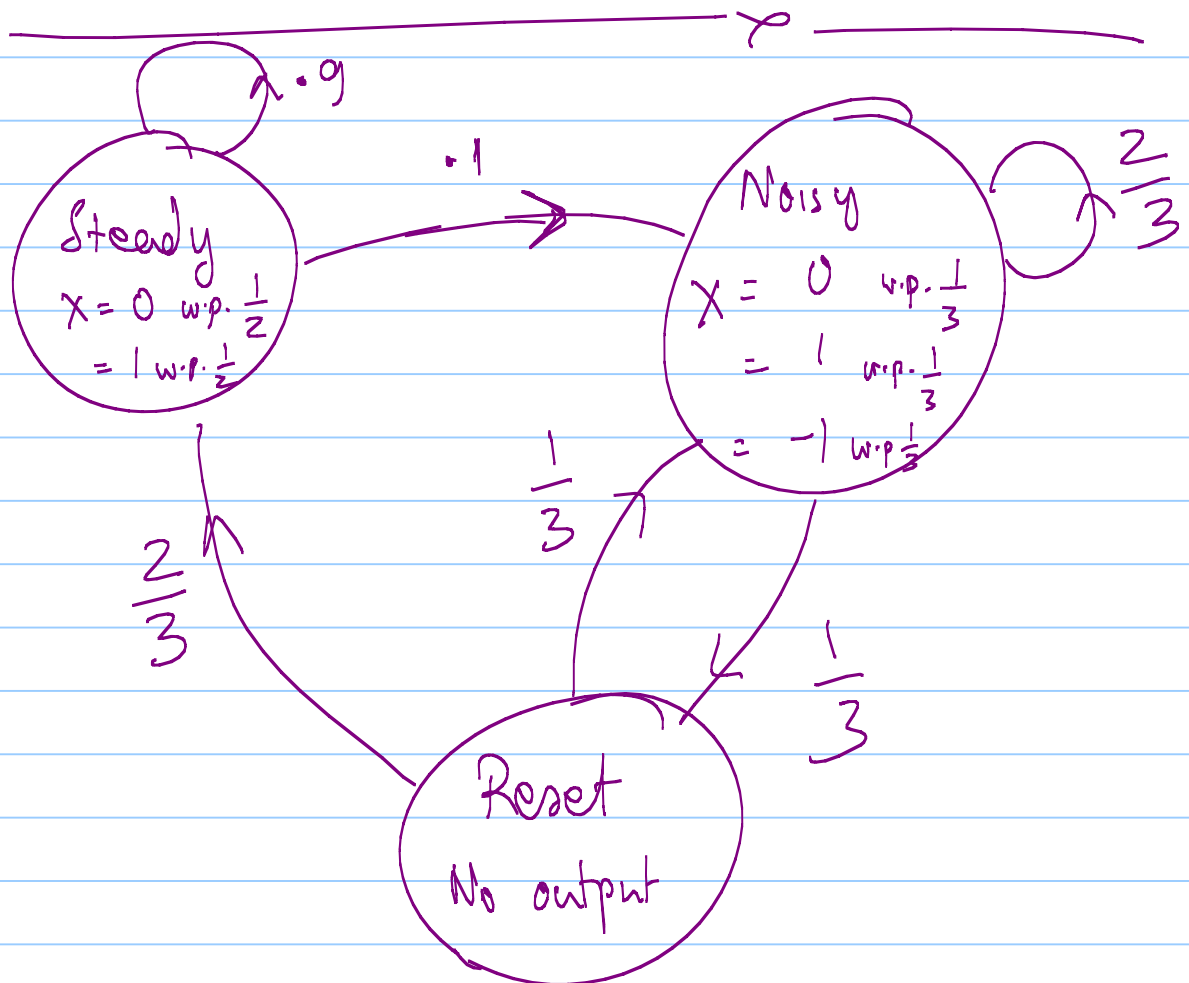 .9
.1
2/3
Steady
X = 0 w.p. 1/2
= 1 w.p. 1/2
Noisy
X = 0 w.p. 1/3
= 1 w.p. 1/3
= -1 w.p 1/3
1/3
2/3
1/3
Reset
No output